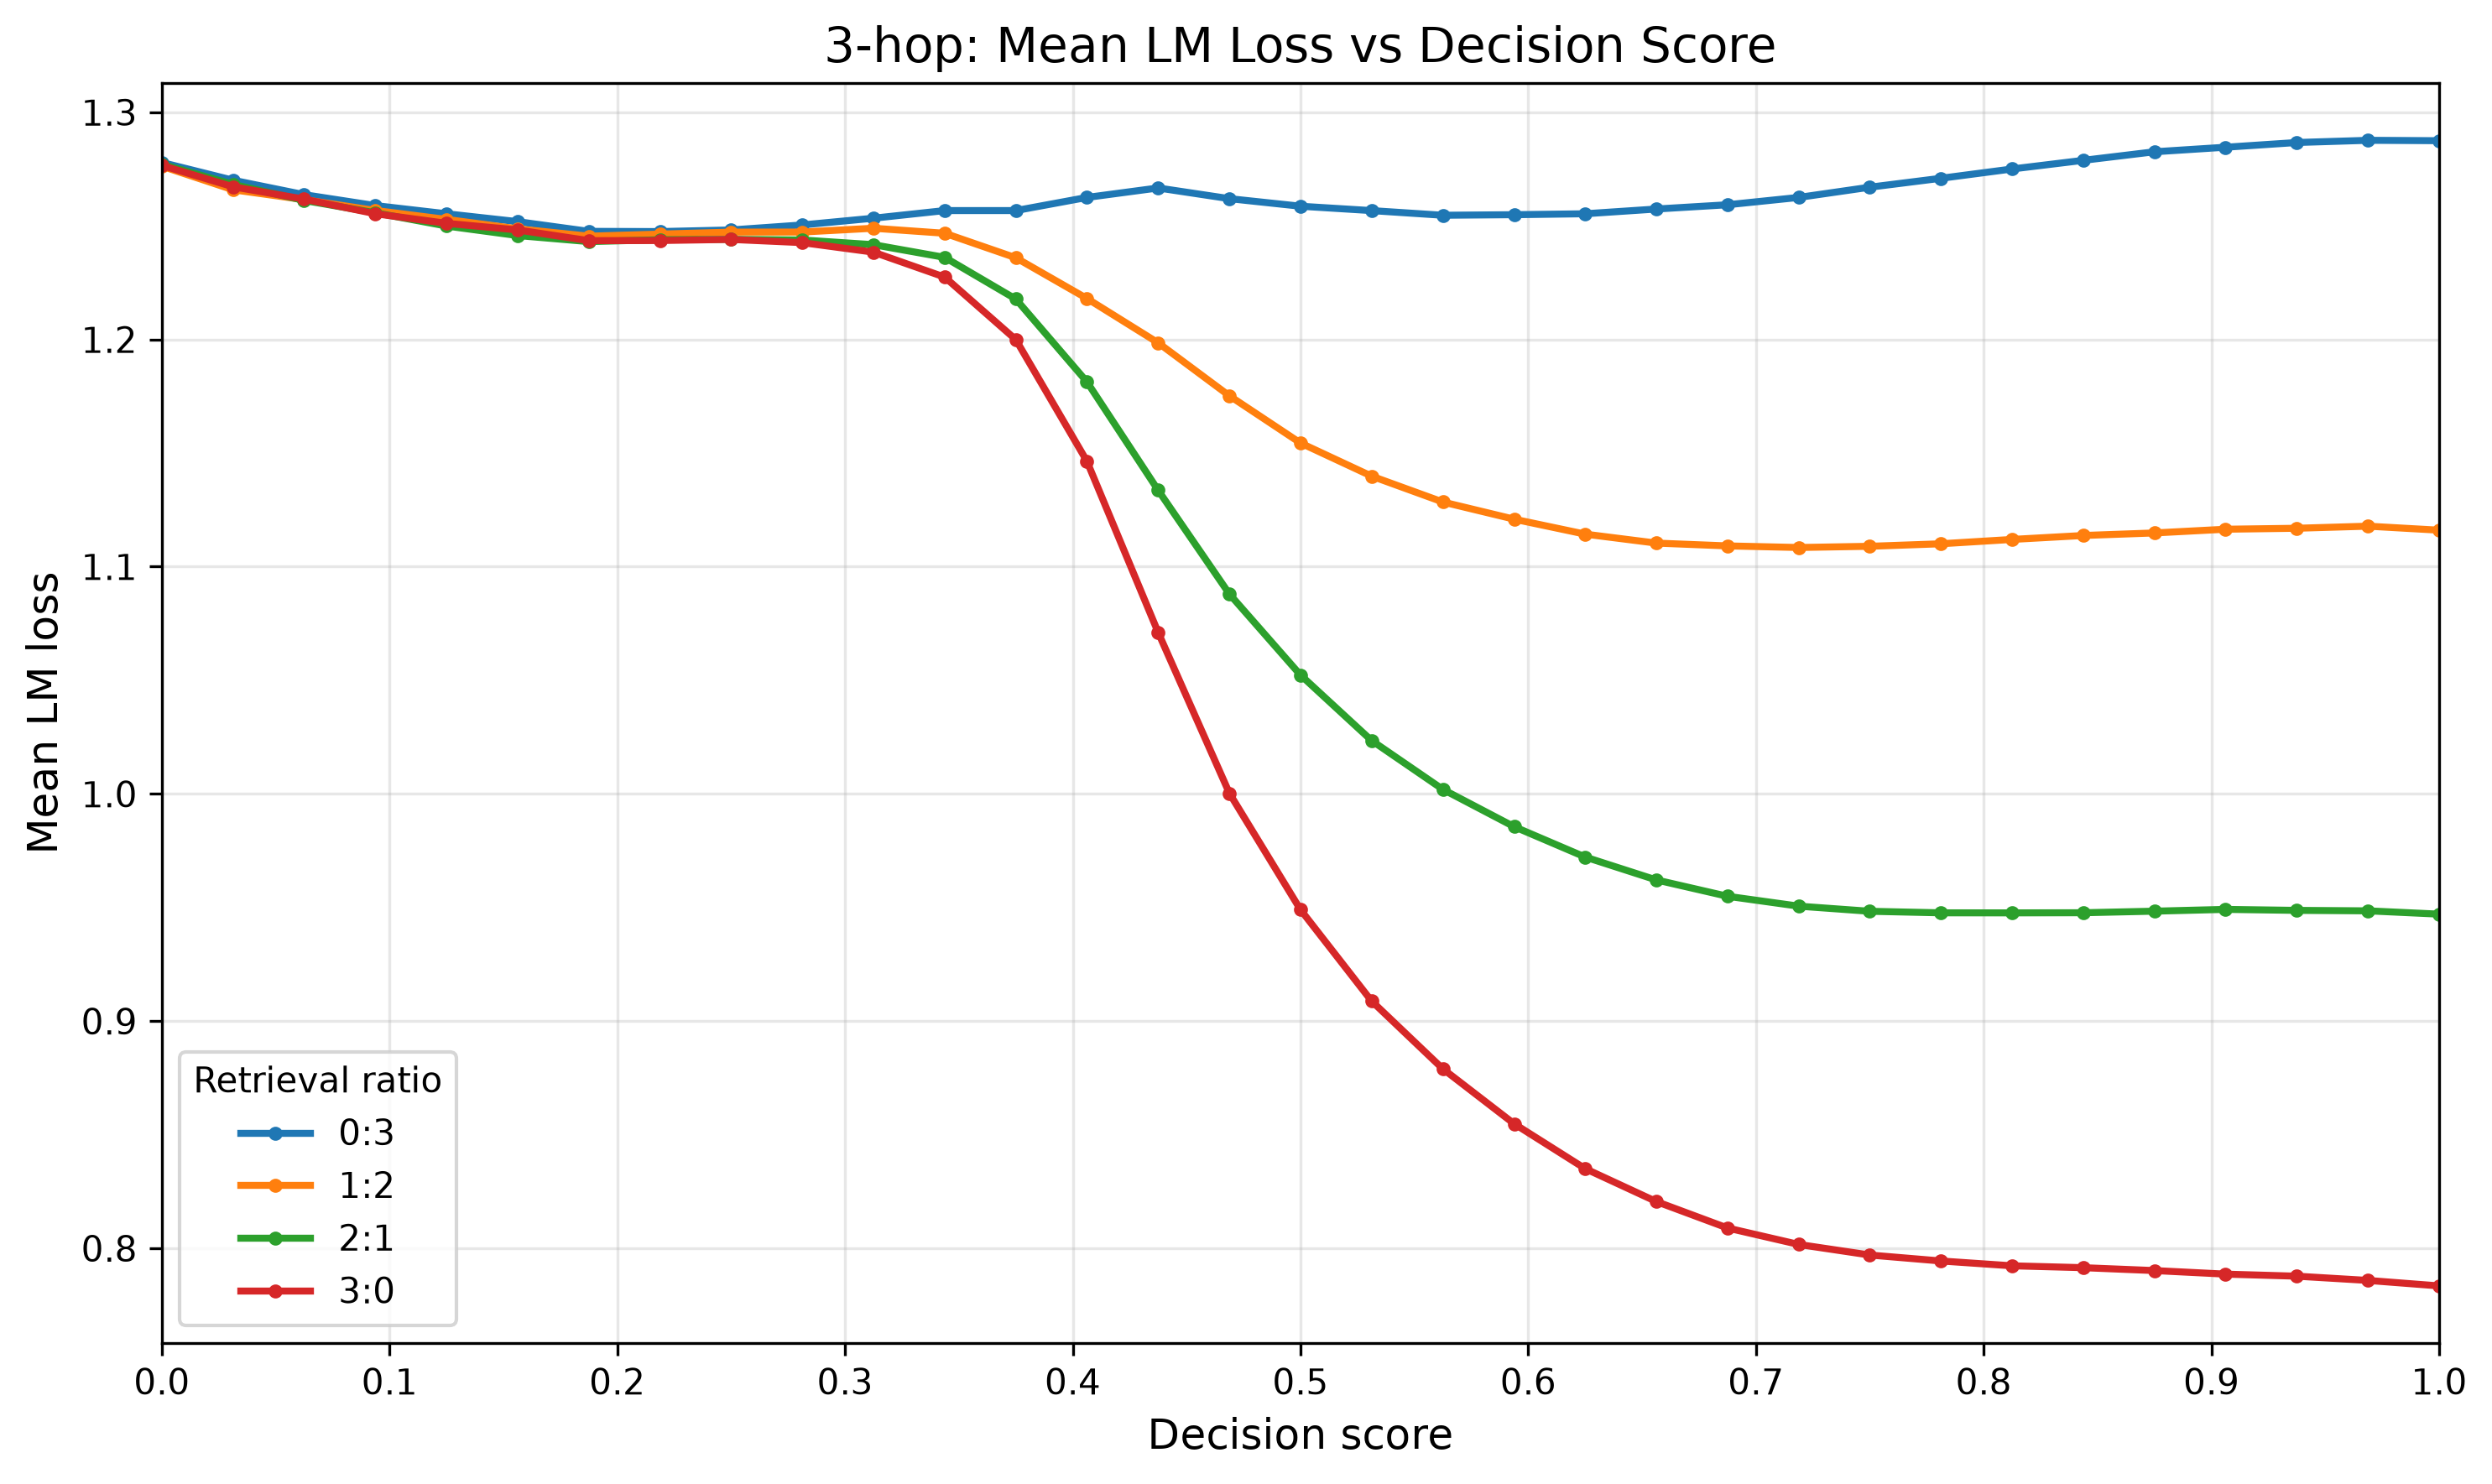 3-hop: Mean LM Loss vs Decision Score
Mean LM loss
1.3
1.2
1.1
1.0
0.9
0.8
Retrieval ratio
0:3
1:2
2:1
3:0
0.0 0.1 0.2 0.3 0.4 0.5 0.6 0.7 0.8 0.9 1.0
Decision score